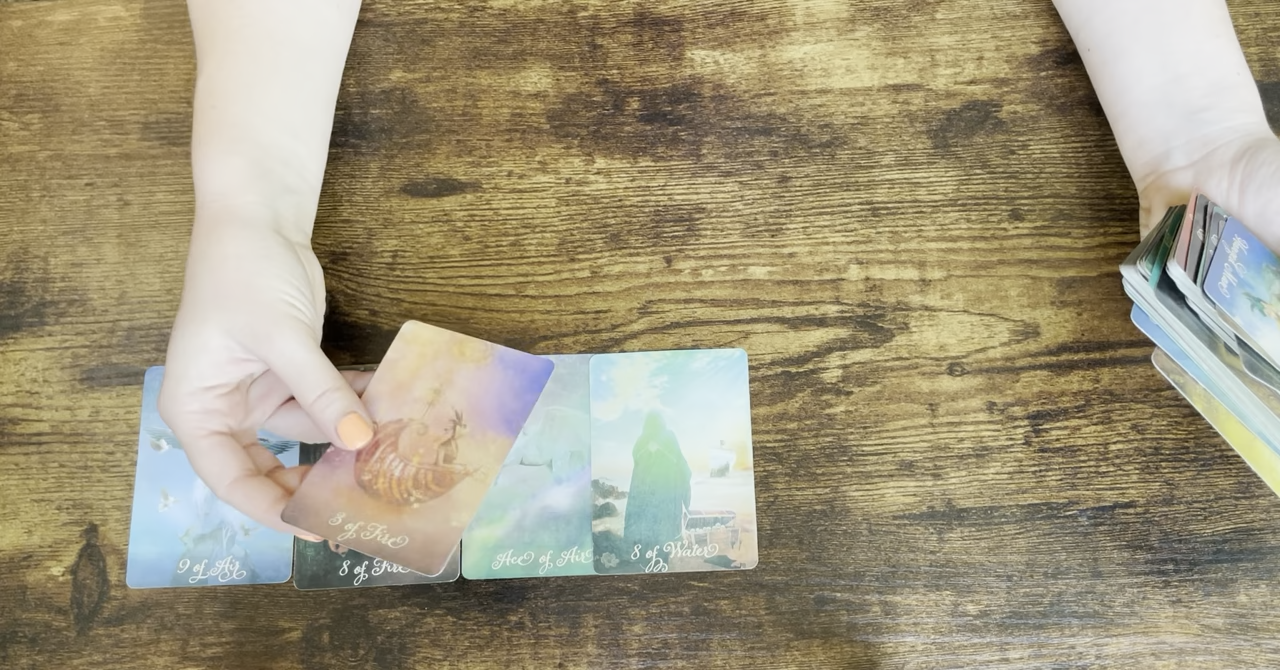 9 of Air
8 of Fire
3 of Fire
Ace of Air
8 of Water